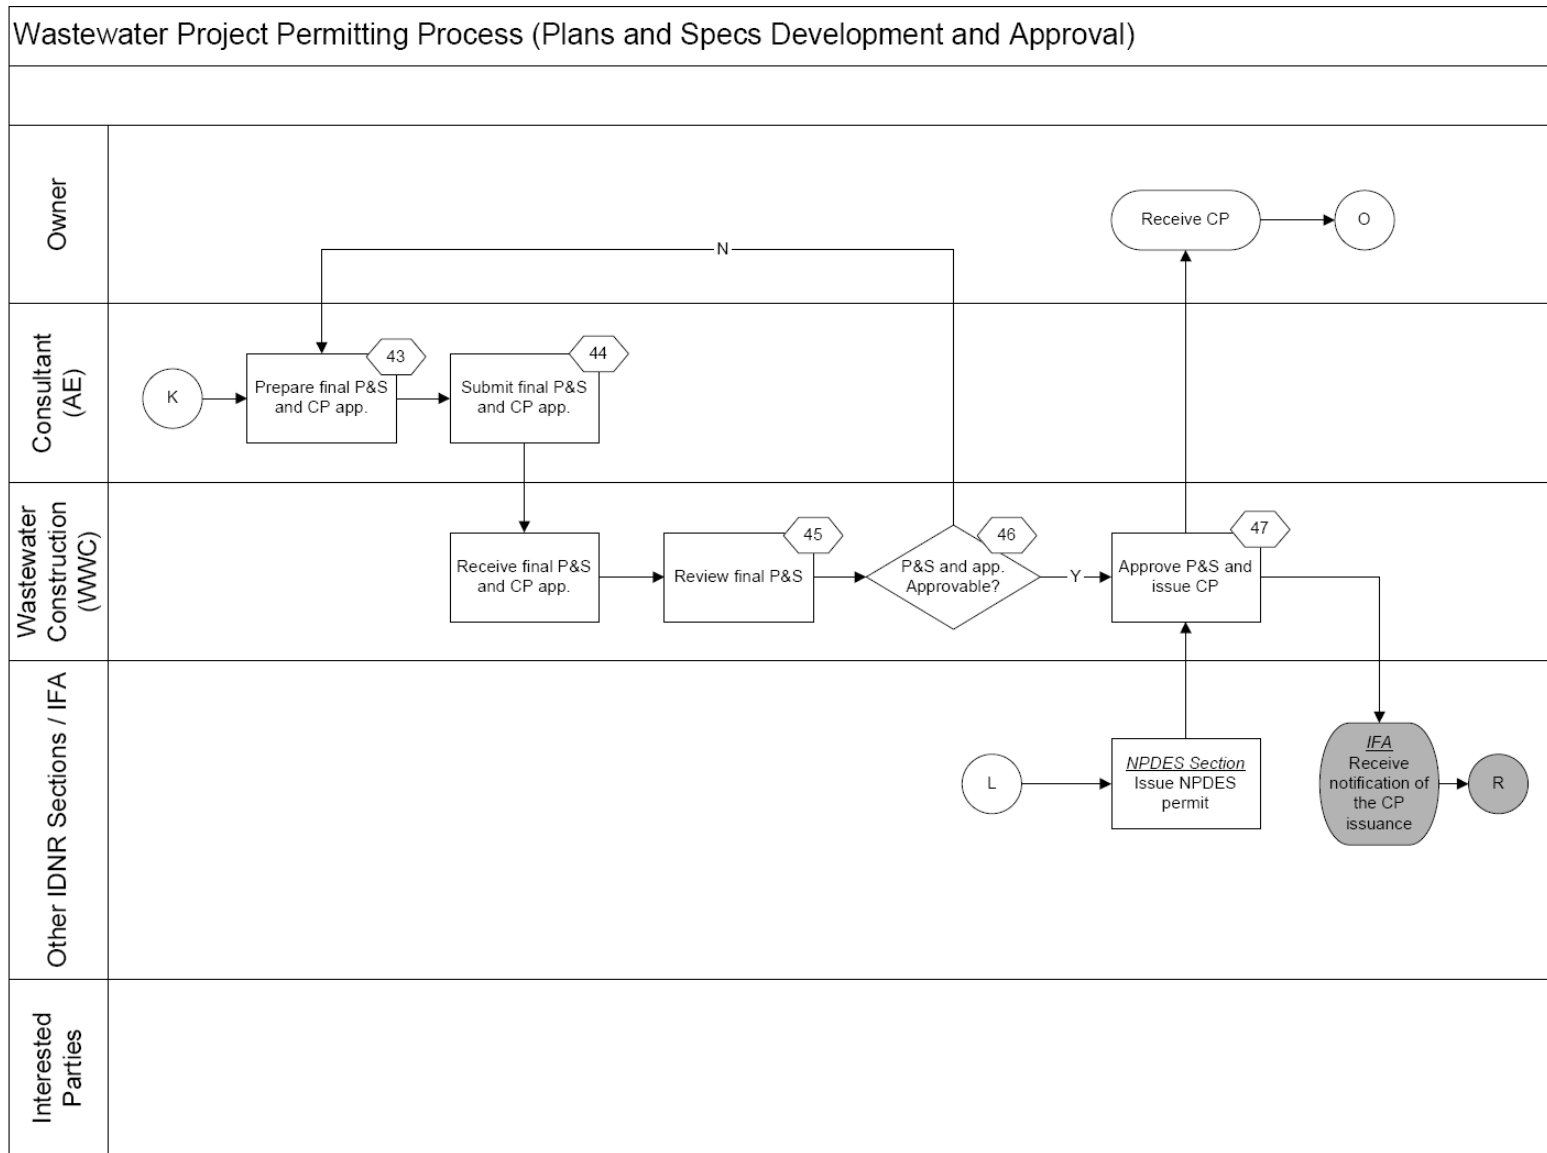 Wastewater Project Permitting Process (Plans and Specs Development and Approval)
Owner
Receive CP
O
N
Consultant
(AE)
K
43
Prepare final P&S
and CP app.
44
Submit final P&S
and CP app.
Wastewater
Construction
(WWC)
Receive final P&S
and CP app.
45
Review final P&S
46
P&S and app.
Approvable?
Y
47
Approve P&S and
issue CP
Other IDNR Sections / IFA
L
NPDES Section
Issue NPDES
permit
IFA
Receive
notification of
the CP
issuance
R
Interested
Parties